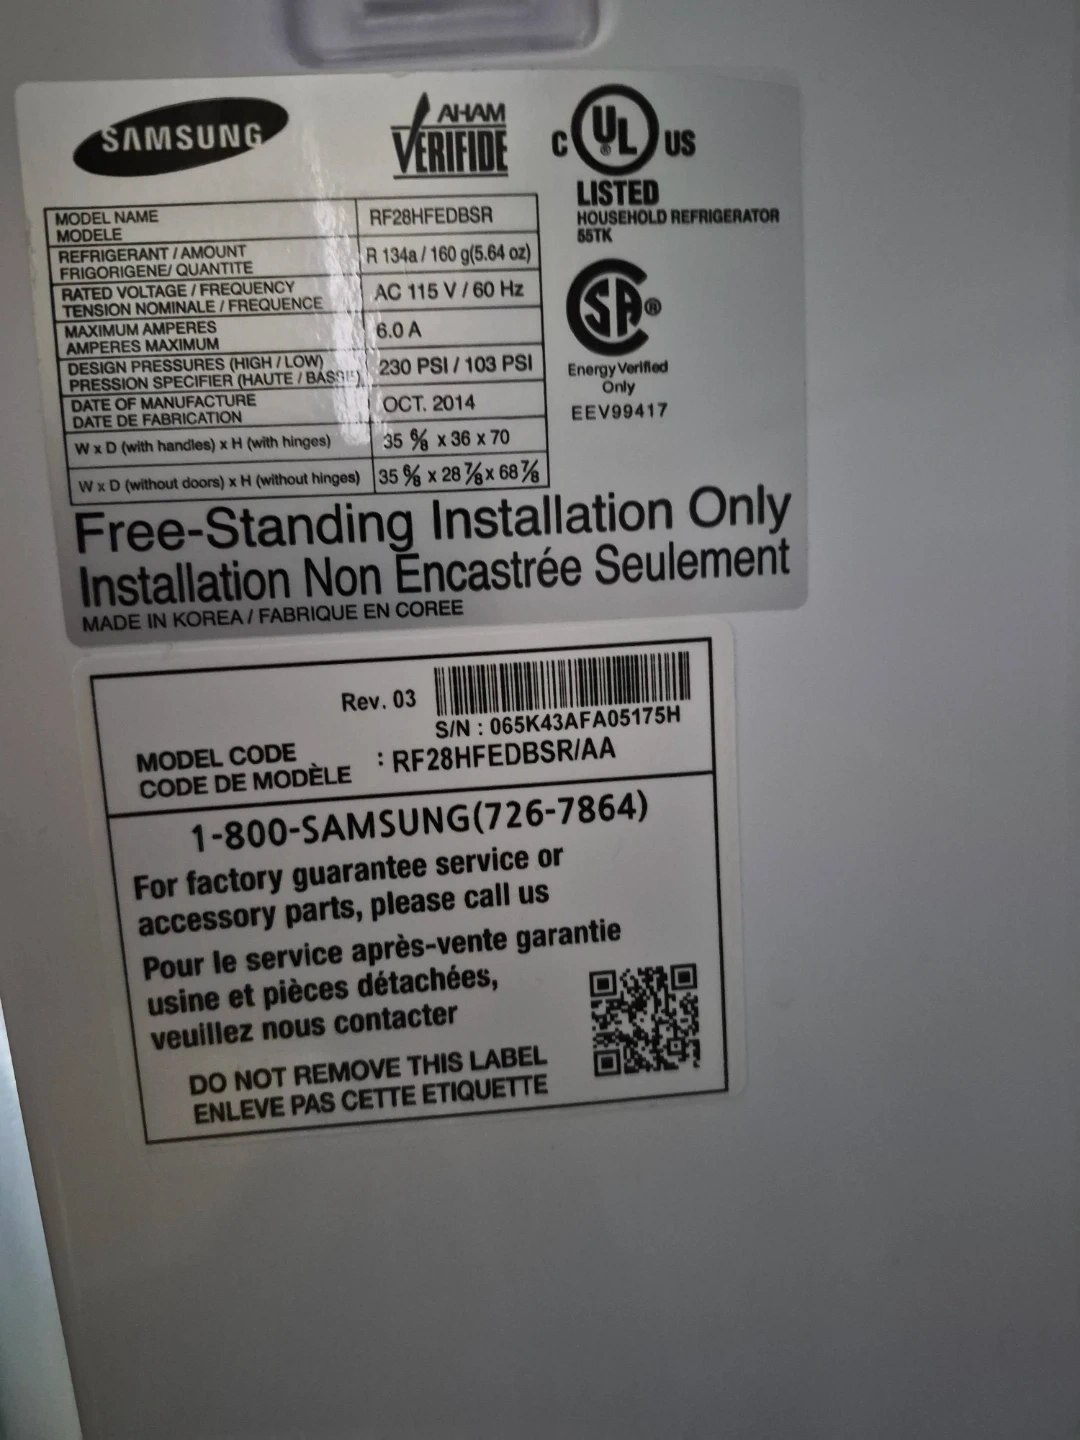 SAMSUNG
AHAM
VERIFIDE
C UL® US
LISTED
HOUSEHOLD REFRIGERATOR
55TK
MODEL NAME
MODELE
RF28HFEDBSR
REFRIGERANT / AMOUNT
FRIGORIGENE/ QUANTITE
R 134a / 160 g(5.64 oz)
RATED VOLTAGE / FREQUENCY
TENSION NOMINALE / FREQUENCE
AC 115 V / 60 Hz
MAXIMUM AMPERES
AMPERES MAXIMUM
6.0 A
DESIGN PRESSURES (HIGH / LOW)
PRESSION SPECIFIER (HAUTE / BASSE)
230 PSI / 103 PSI
DATE OF MANUFACTURE
DATE DE FABRICATION
OCT. 2014
W x D (with handles) x H (with hinges)
35 ⅝ x 36 x 70
W x D (without doors) x H (without hinges)
35 ⅝ x 28 ⅞ x 68 ⅞
SA®
Energy Verified
Only
EEV99417
Free-Standing Installation Only
Installation Non Encastrée Seulement
MADE IN KOREA / FABRIQUE EN COREE
Rev. 03
S/N : 065K43AFA05175H
MODEL CODE
CODE DE MODÈLE
: RF28HFEDBSR/AA
1-800-SAMSUNG(726-7864)
For factory guarantee service or
accessory parts, please call us
Pour le service après-vente garantie
usine et pièces détachées,
veuillez nous contacter
DO NOT REMOVE THIS LABEL
ENLEVE PAS CETTE ETIQUETTE